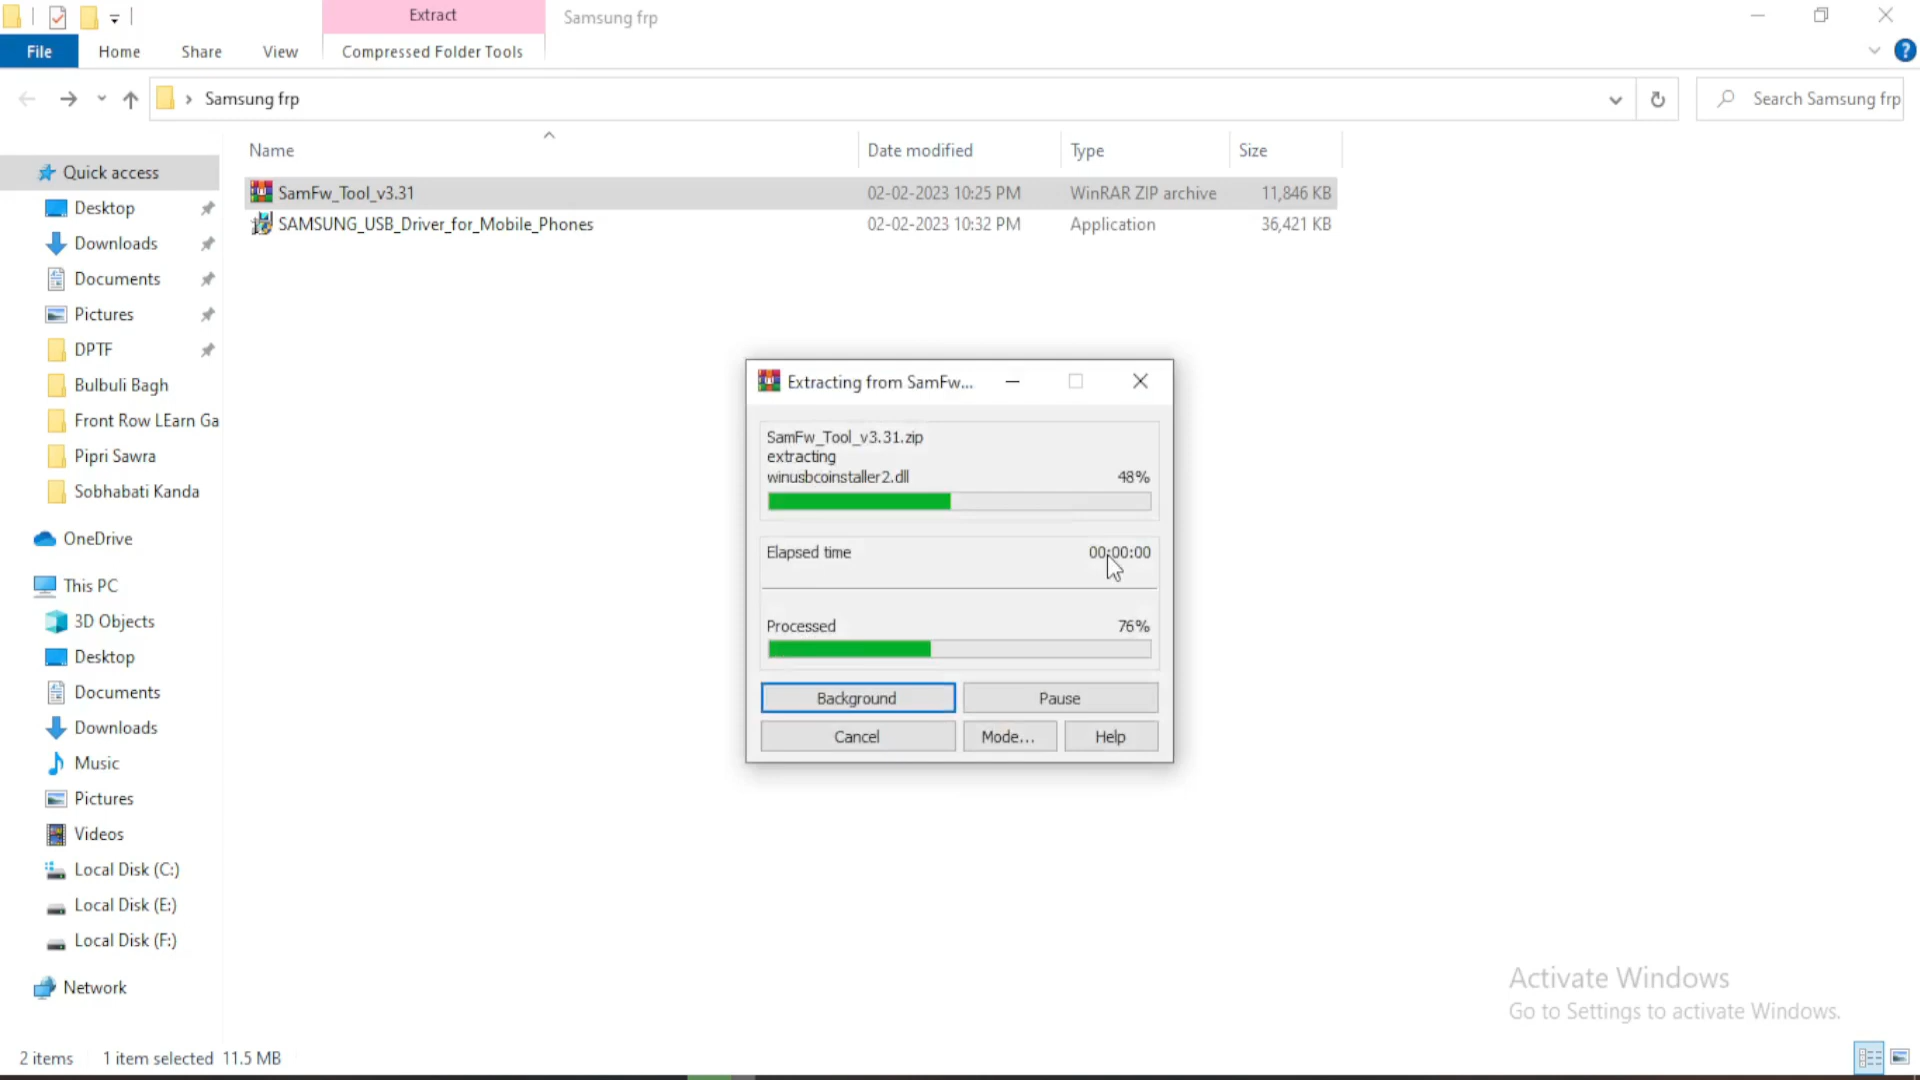 Extract
Samsung frp
File
Home
Share
View
Compressed Folder Tools
?
› Samsung frp
Search Samsung frp
Name
Date modified
Type
Size
SamFw_Tool_v3.31
02-02-2023 10:25 PM
WinRAR ZIP archive
11,846 KB
SAMSUNG_USB_Driver_for_Mobile_Phones
02-02-2023 10:32 PM
Application
36,421 KB
Quick access
Desktop
Downloads
Documents
Pictures
DPTF
Bulbuli Bagh
Front Row LEarn Ga
Pipri Sawra
Sobhabati Kanda
OneDrive
This PC
3D Objects
Desktop
Documents
Downloads
Music
Pictures
Videos
Local Disk (C:)
Local Disk (E:)
Local Disk (F:)
Network
Extracting from SamFw...
SamFw_Tool_v3.31.zip
extracting
winusbcoinstaller2.dll
48%
Elapsed time
00:00:00
Processed
76%
Background
Pause
Cancel
Mode...
Help
Activate Windows
Go to Settings to activate Windows.
2 items
1 item selected 11.5 MB